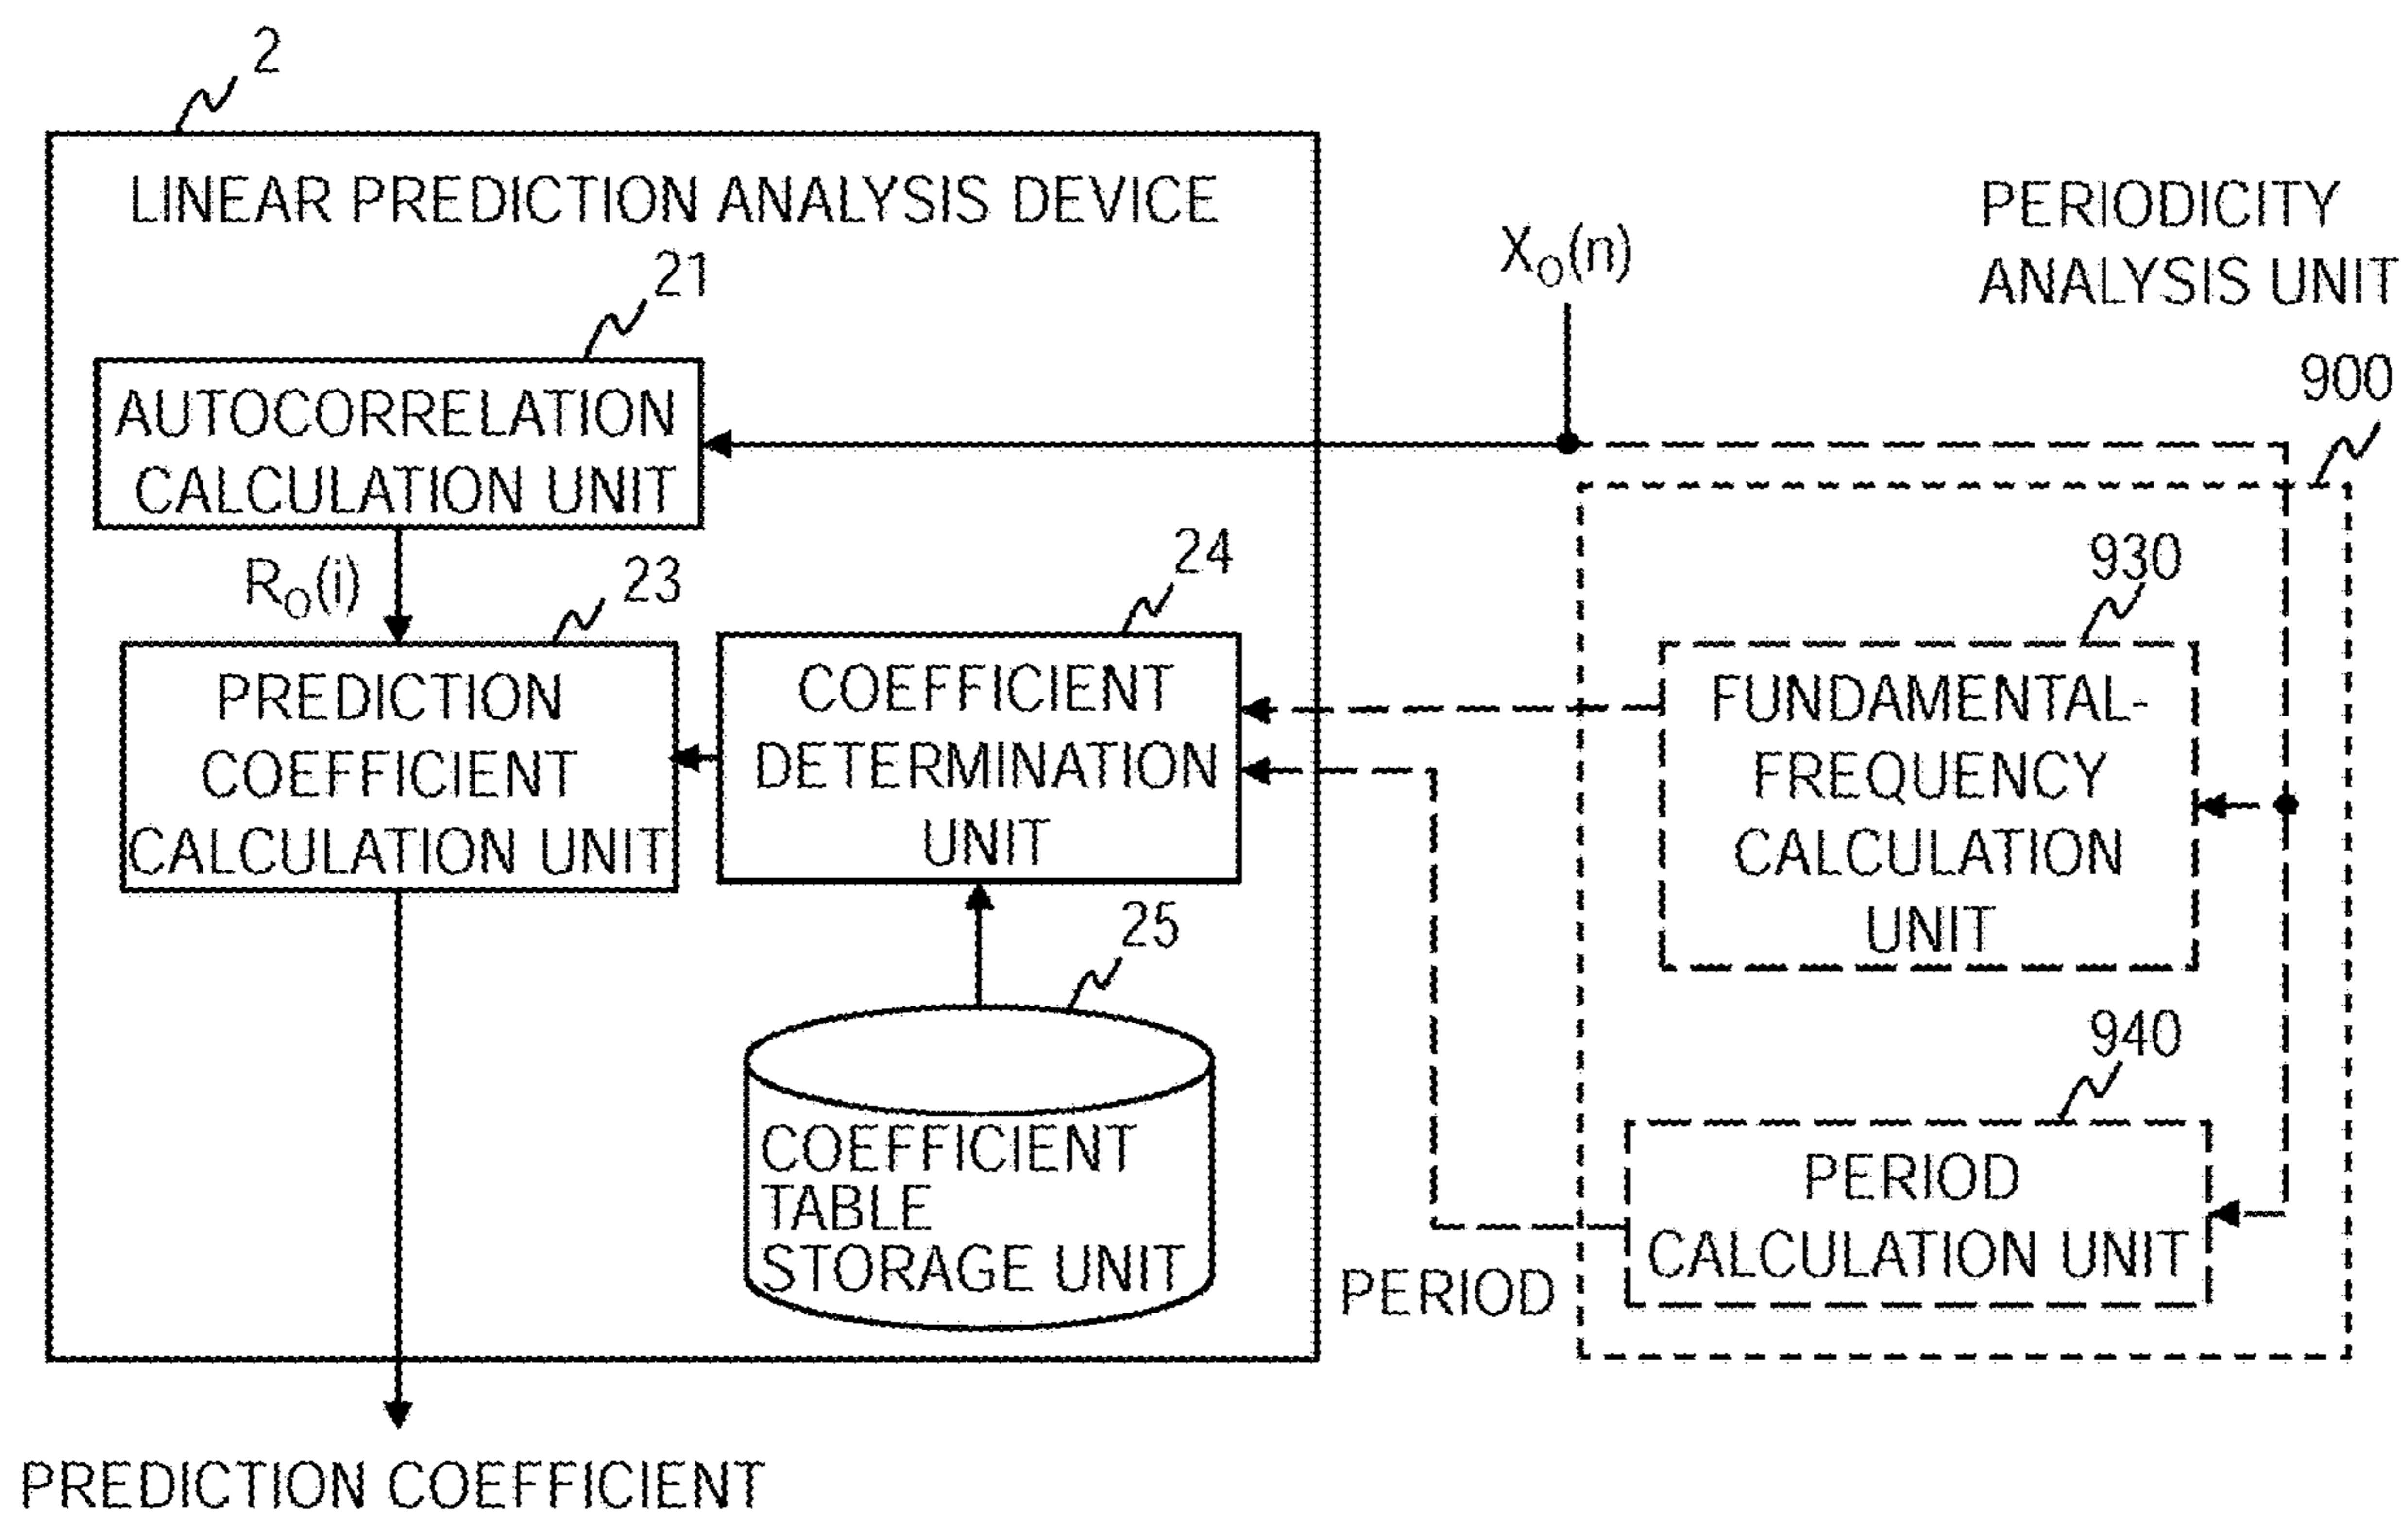 2
LINEAR PREDICTION ANALYSIS DEVICE
PERIODICITY
ANALYSIS UNIT
X_O(n)
21
900
AUTOCORRELATION
CALCULATION UNIT
R_O(i)
23
24
930
PREDICTION
COEFFICIENT
CALCULATION UNIT
COEFFICIENT
DETERMINATION
UNIT
FUNDAMENTAL-
FREQUENCY
CALCULATION
UNIT
25
940
COEFFICIENT
TABLE
STORAGE UNIT
PERIOD
CALCULATION UNIT
PERIOD
PREDICTION COEFFICIENT